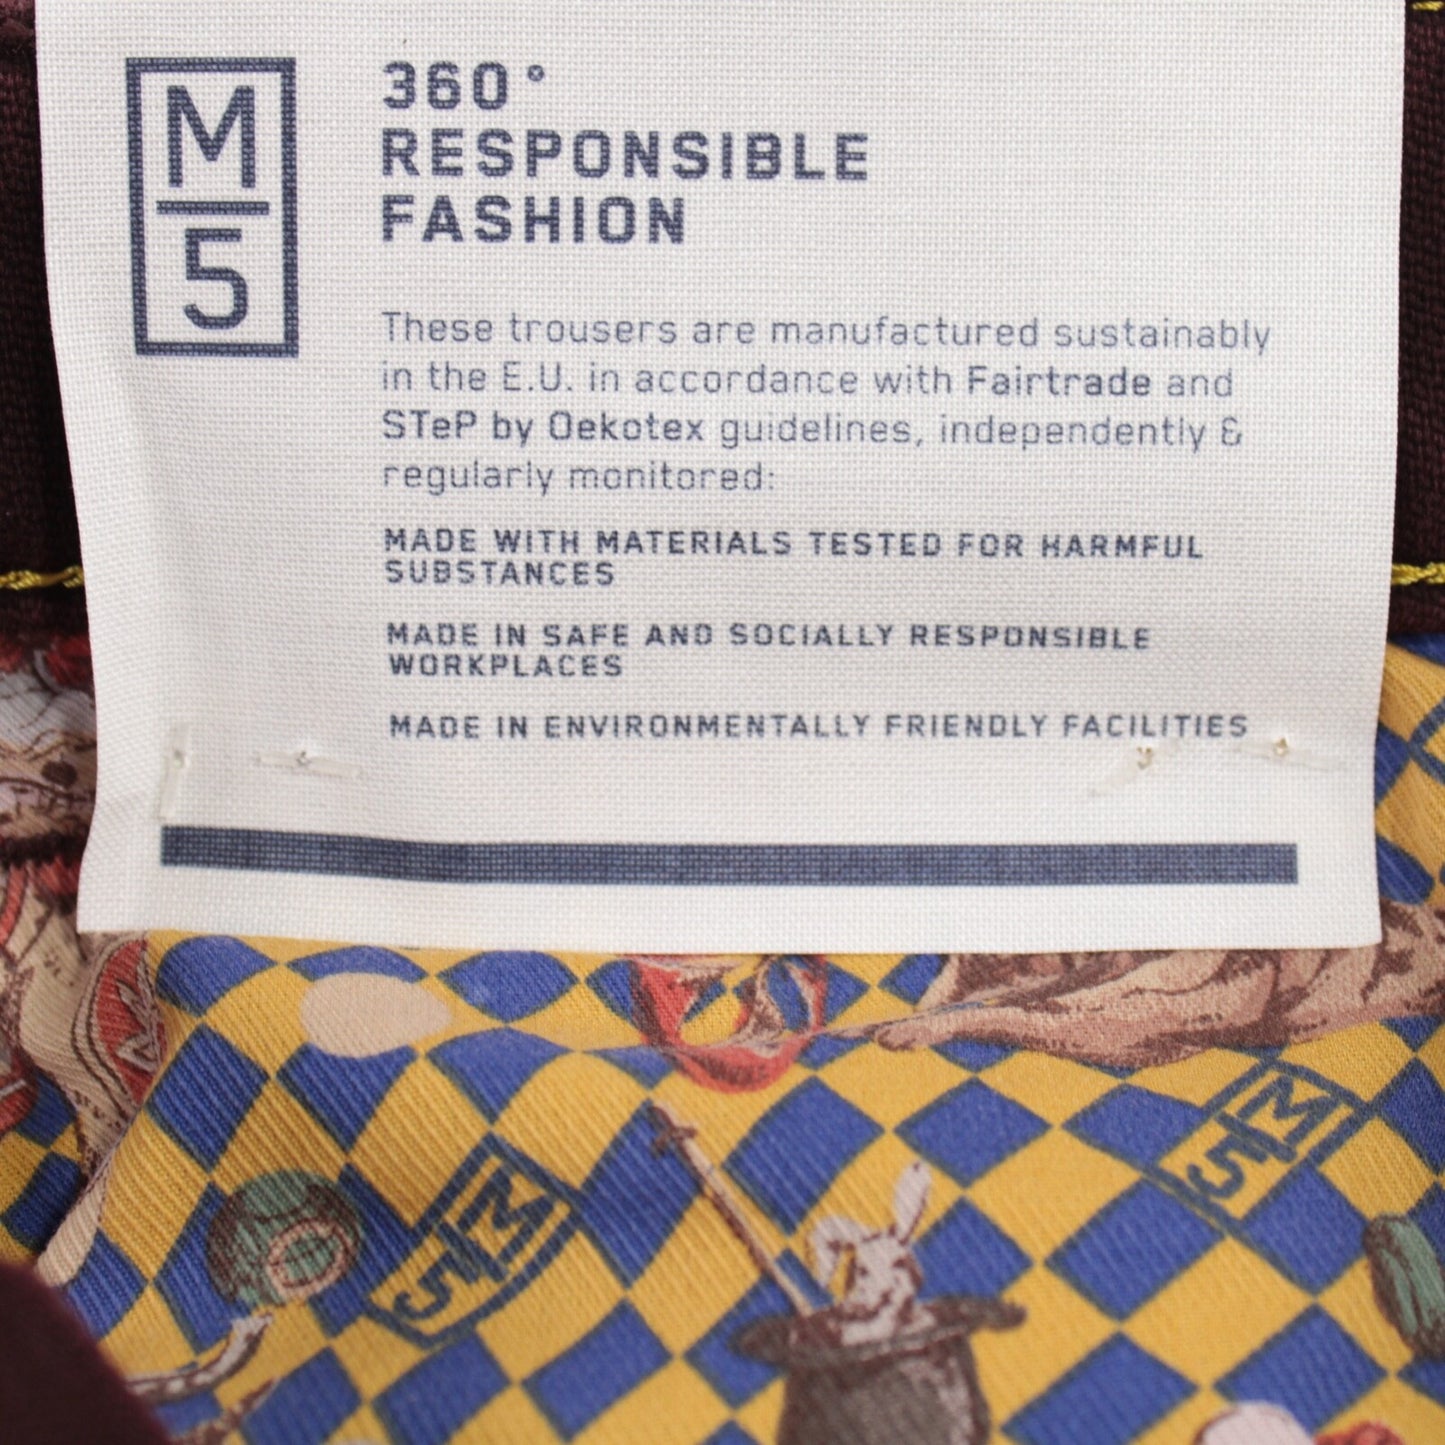 M
5
360°
RESPONSIBLE
FASHION
These trousers are manufactured sustainably
in the E.U. in accordance with Fairtrade and
STeP by Oekotex guidelines, independently &
regularly monitored:
MADE WITH MATERIALS TESTED FOR HARMFUL
SUBSTANCES
MADE IN SAFE AND SOCIALLY RESPONSIBLE
WORKPLACES
MADE IN ENVIRONMENTALLY FRIENDLY FACILITIES
M
5
M
5